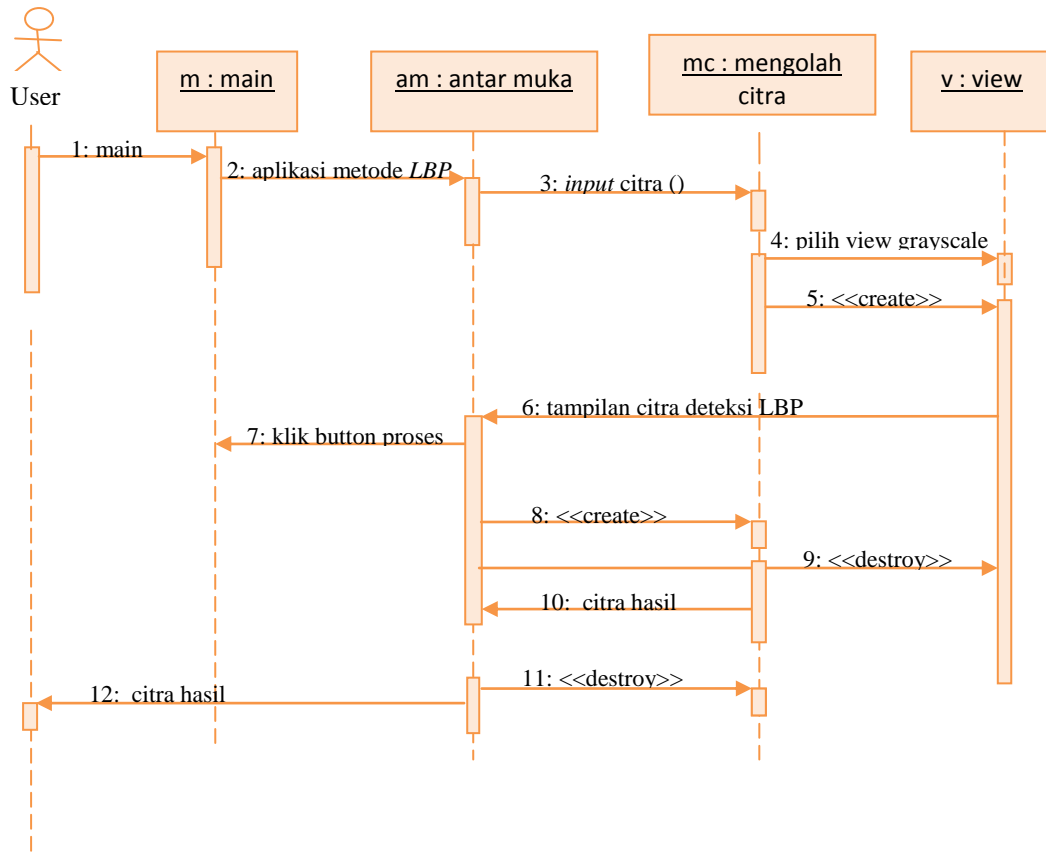 User
m : main
am : antar muka
mc : mengolah
citra
v : view
1: main
2: aplikasi metode LBP
3: input citra ()
4: pilih view grayscale
5: <<create>>
6: tampilan citra deteksi LBP
7: klik button proses
8: <<create>>
9: <<destroy>>
10:  citra hasil
11: <<destroy>>
12:  citra hasil